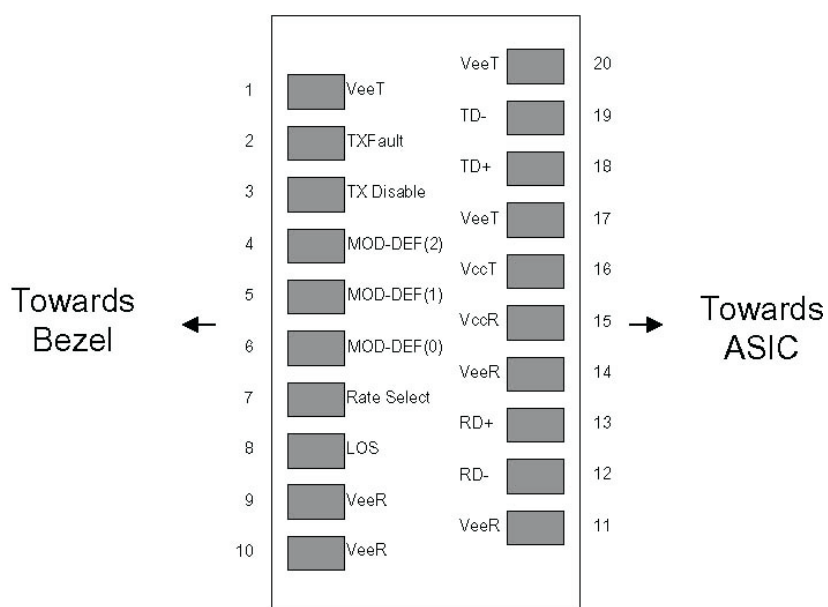 VeeT 20
1 VeeT
TD- 19
2 TXFault
TD+ 18
3 TX Disable
VeeT 17
4 MOD-DEF(2)
VccT 16
5 MOD-DEF(1)
Towards
Bezel
VccR 15
Towards
ASIC
6 MOD-DEF(0)
VeeR 14
7 Rate Select
RD+ 13
8 LOS
RD- 12
9 VeeR
VeeR 11
10 VeeR